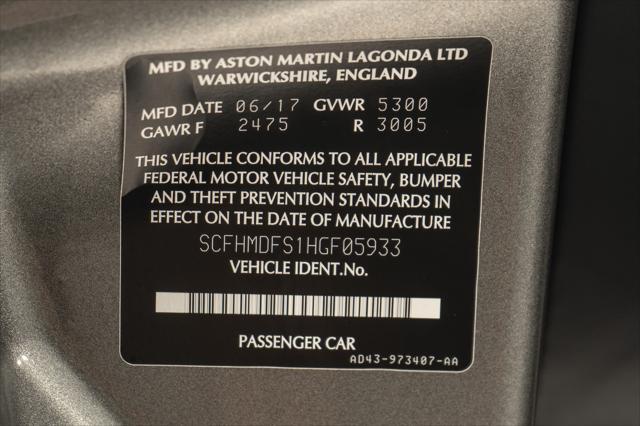 MFD BY ASTON MARTIN LAGONDA LTD
WARWICKSHIRE, ENGLAND
MFD DATE 06/17 GVWR 5300
GAWR F 2475 R 3005
THIS VEHICLE CONFORMS TO ALL APPLICABLE
FEDERAL MOTOR VEHICLE SAFETY, BUMPER
AND THEFT PREVENTION STANDARDS IN
EFFECT ON THE DATE OF MANUFACTURE
SCFHMDFS1HGF05933
VEHICLE IDENT.No.
PASSENGER CAR
AD43-973407-AA